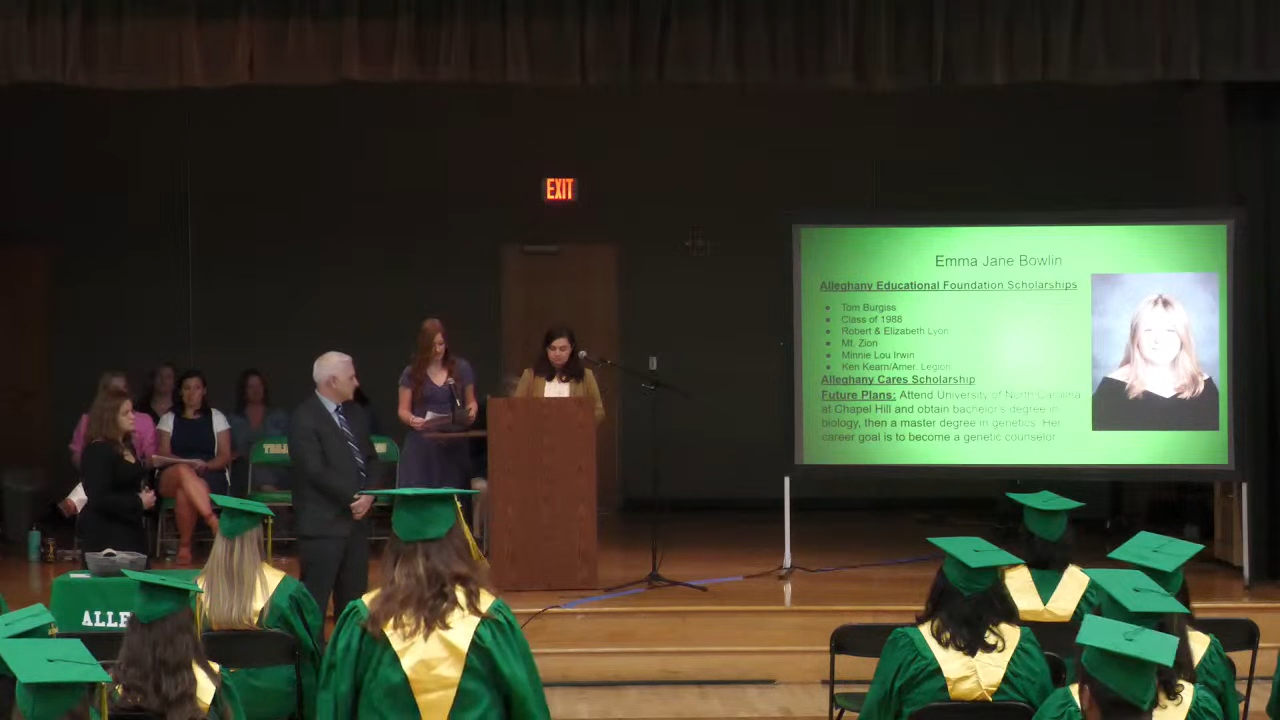 EXIT
Emma Jane Bowlin
Alleghany Educational Foundation Scholarships
Tom Burgiss
Class of 1988
Robert & Elizabeth Lyon
Mt. Zion
Minnie Lou Irwin
Ken Kearn/Amer. Legion
Alleghany Cares Scholarship
Future Plans: Attend University of North Carolina
at Chapel Hill and obtain bachelor's degree in
biology, then a master degree in genetics. Her
career goal is to become a genetic counselor
ALLE